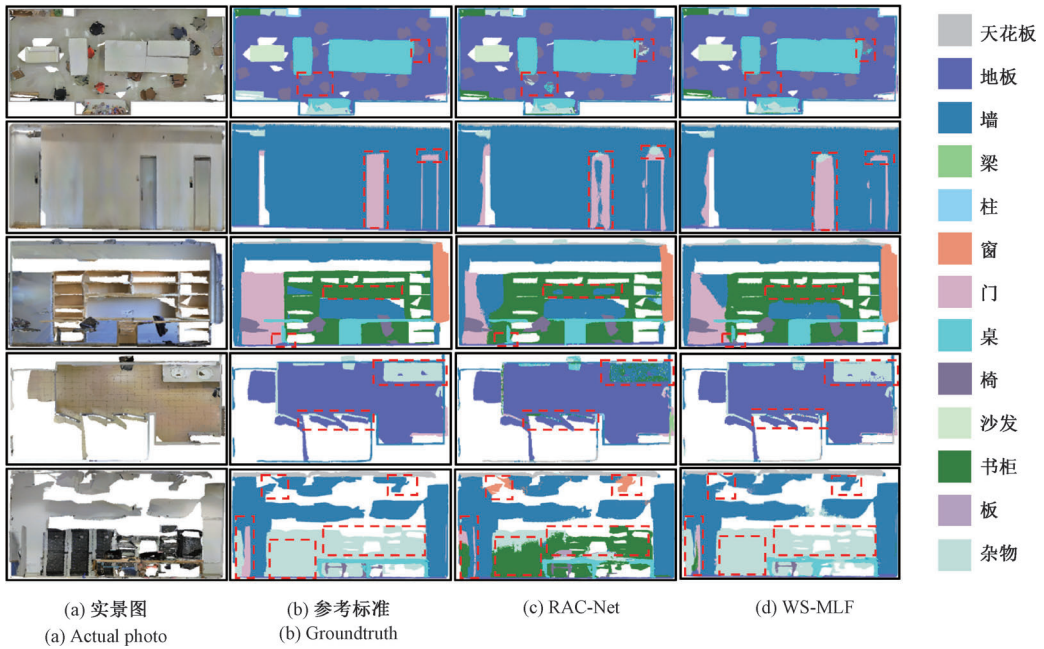 天花板
地板
墙
梁
柱
窗
门
桌
椅
沙发
书柜
板
杂物
(a) 实景图
(a) Actual photo
(b) 参考标准
(b) Groundtruth
(c) RAC-Net
(d) WS-MLF